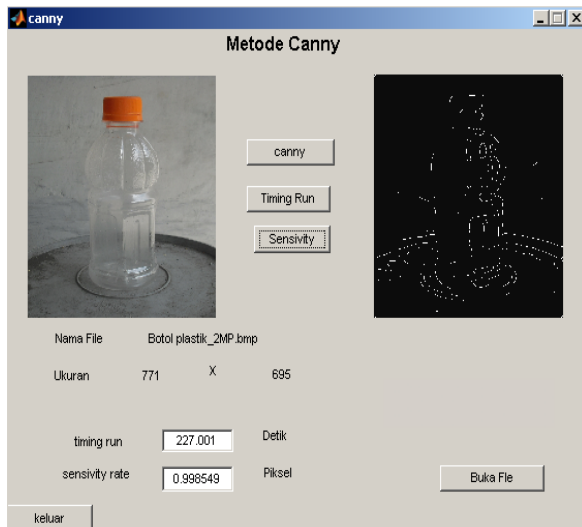 canny
Metode Canny
canny
Timing Run
Sensivity
Nama File Botol plastik_2MP.bmp
Ukuran 771 X 695
timing run 227.001 Detik
sensivity rate 0.998549 Piksel
Buka Fle
keluar